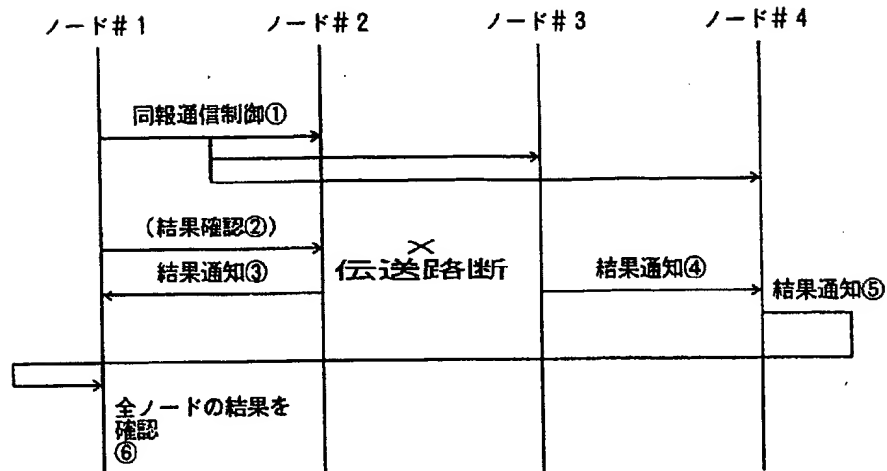 ノード#1
ノード#2
ノード#3
ノード#4
同報通信制御①
(結果確認②)
伝送路断
結果通知③
結果通知④
結果通知⑤
全ノードの結果を
確認
⑥